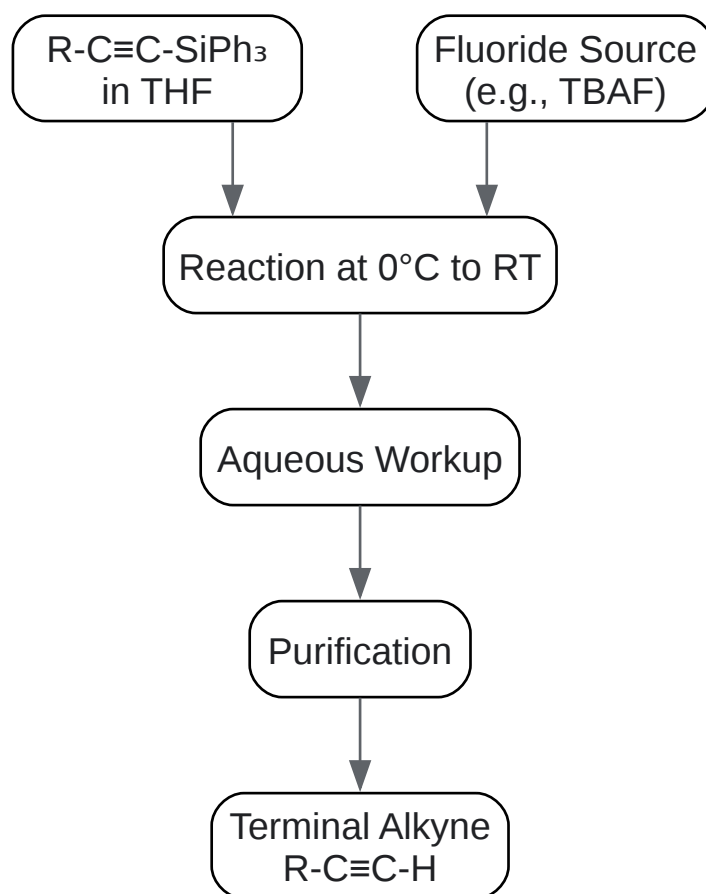 R-C≡C-SiPh₃
in THF
Fluoride Source
(e.g., TBAF)
Reaction at 0°C to RT
Aqueous Workup
Purification
Terminal Alkyne
R-C≡C-H